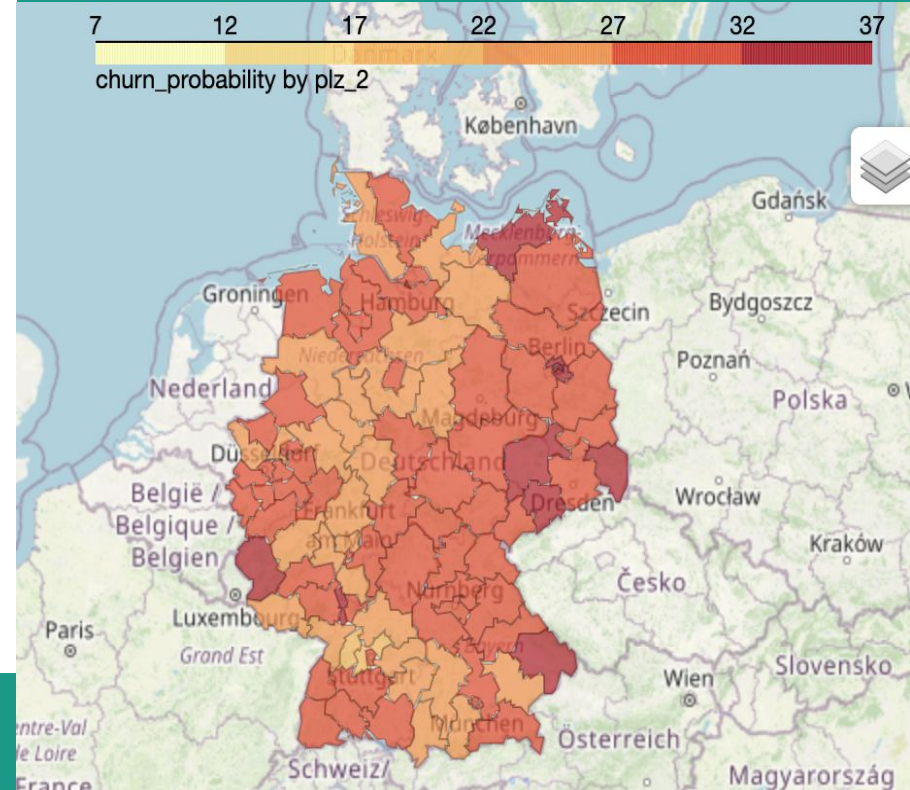 7 12 17 22 27 32 37
Danmark
churn_probability by plz_2
København
Gdańsk
Schleswig-
Holstein
Mecklenburg-
Vorpommern
Groningen
Hamburg
Szczecin
Bydgoszcz
Niedersachsen
Berlin
Poznań
Nederland
Polska
Magdeburg
Düsseldorf
Deutschland
België /
Belgique /
Belgien
Frankfurt
am Main
Dresden
Wrocław
Kraków
Česko
Nürnberg
Luxembourg
Paris
Grand Est
Bayern
Stuttgart
Wien
Slovensko
München
Österreich
entre-Val
de Loire
Schweiz/
France
Magyarország